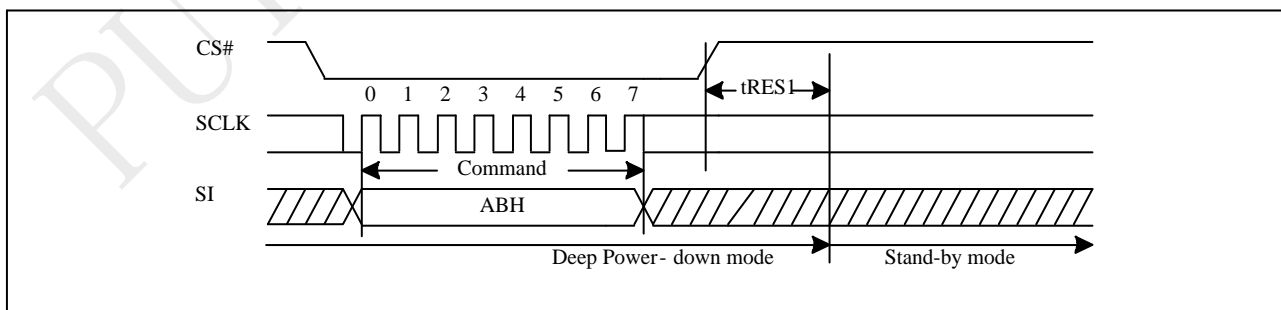 CS#
tRES1
0 1 2 3 4 5 6 7
SCLK
Command
SI
ABH
Deep Power- down mode Stand-by mode